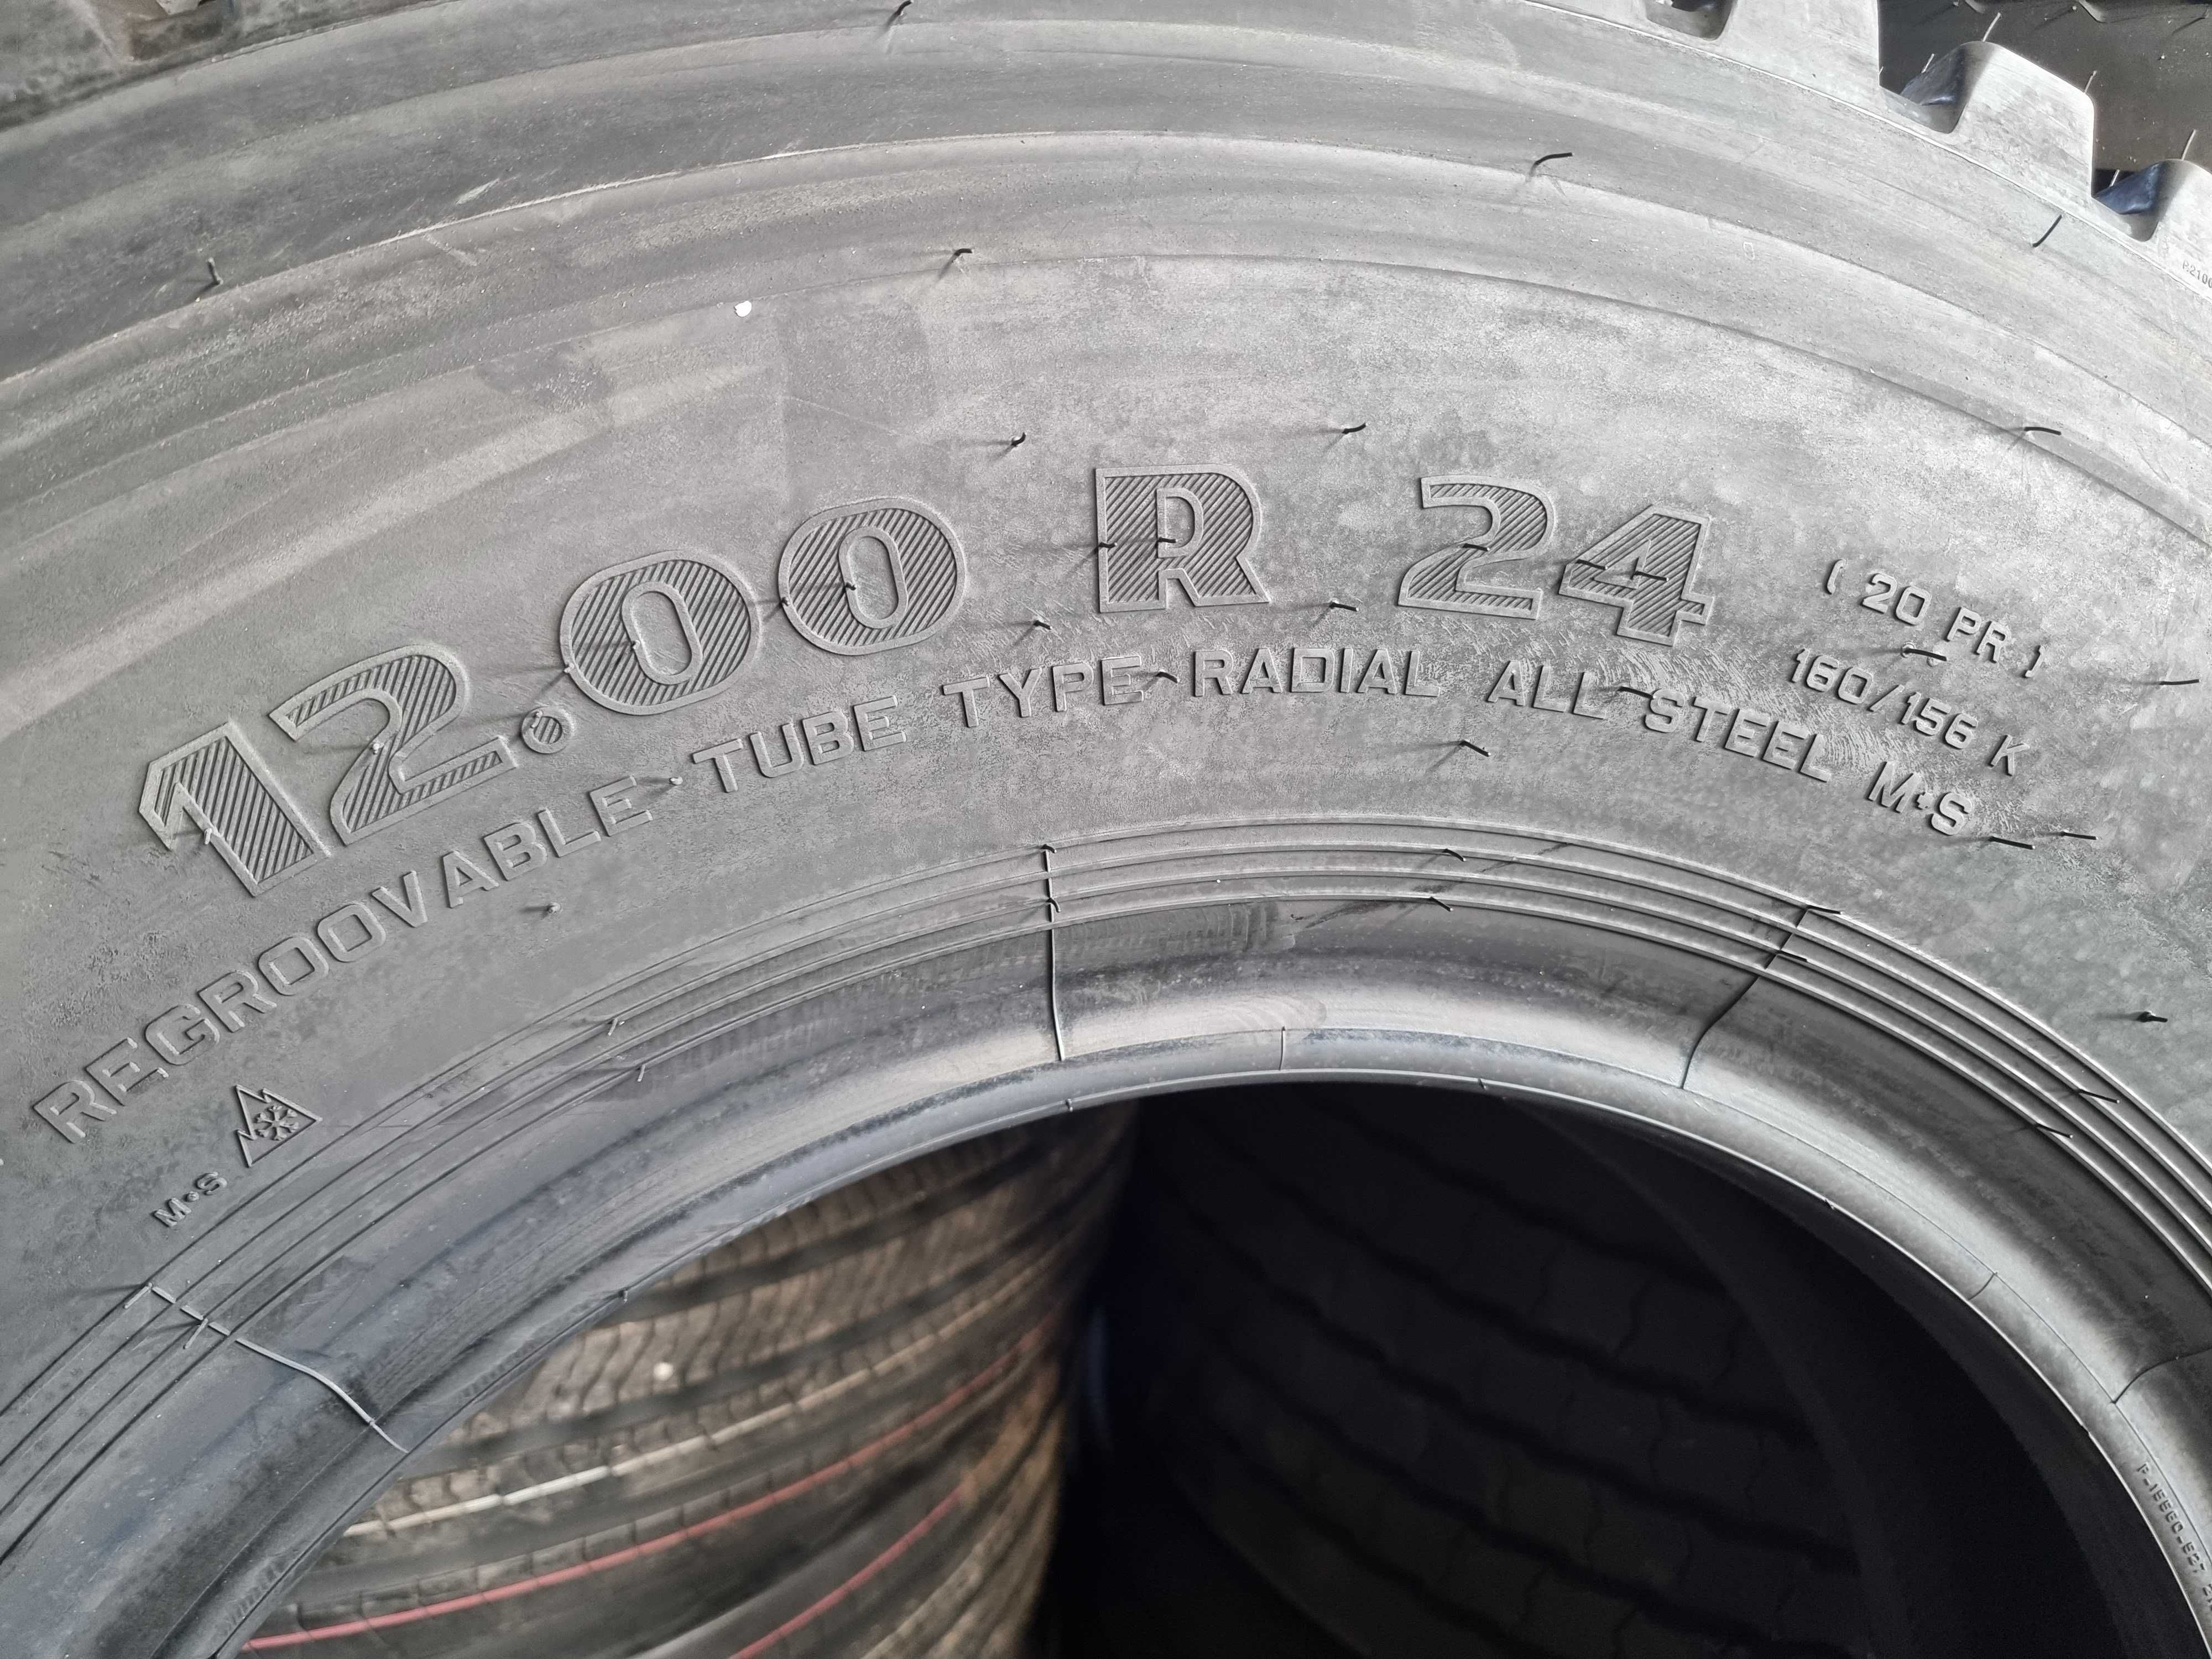 12.00 R 24
( 20 PR )
160/156 K
REGROOVABLE·TUBE TYPE·RADIAL ALL STEEL M·S
M·S